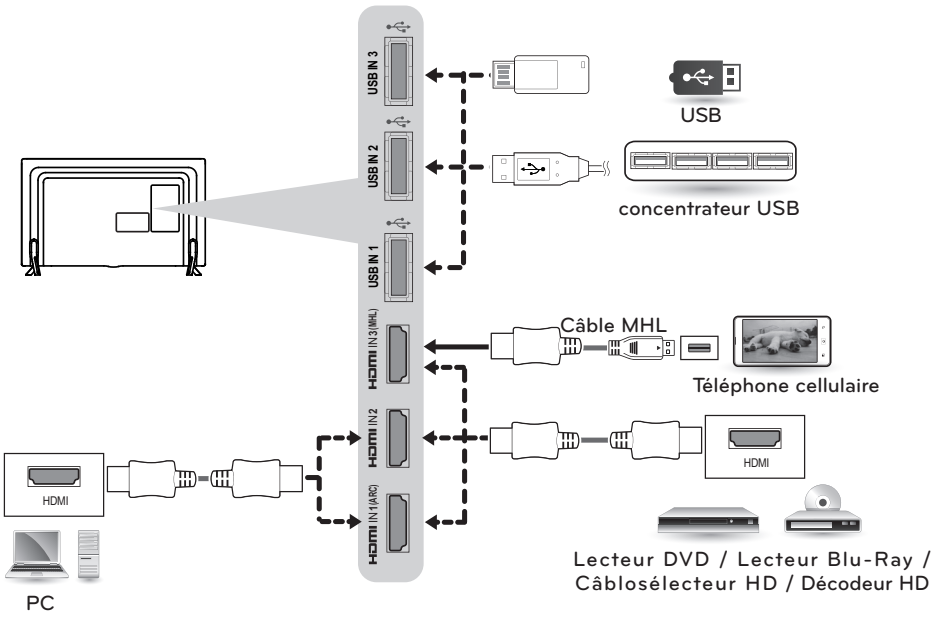 USB IN 3
USB
USB IN 2
concentrateur USB
USB IN 1
HDMI IN 3 (MHL)
Câble MHL
Téléphone cellulaire
HDMI IN 2
HDMI
HDMI
HDMI IN 1 (ARC)
PC
Lecteur DVD / Lecteur Blu-Ray /
Câblosélecteur HD / Décodeur HD